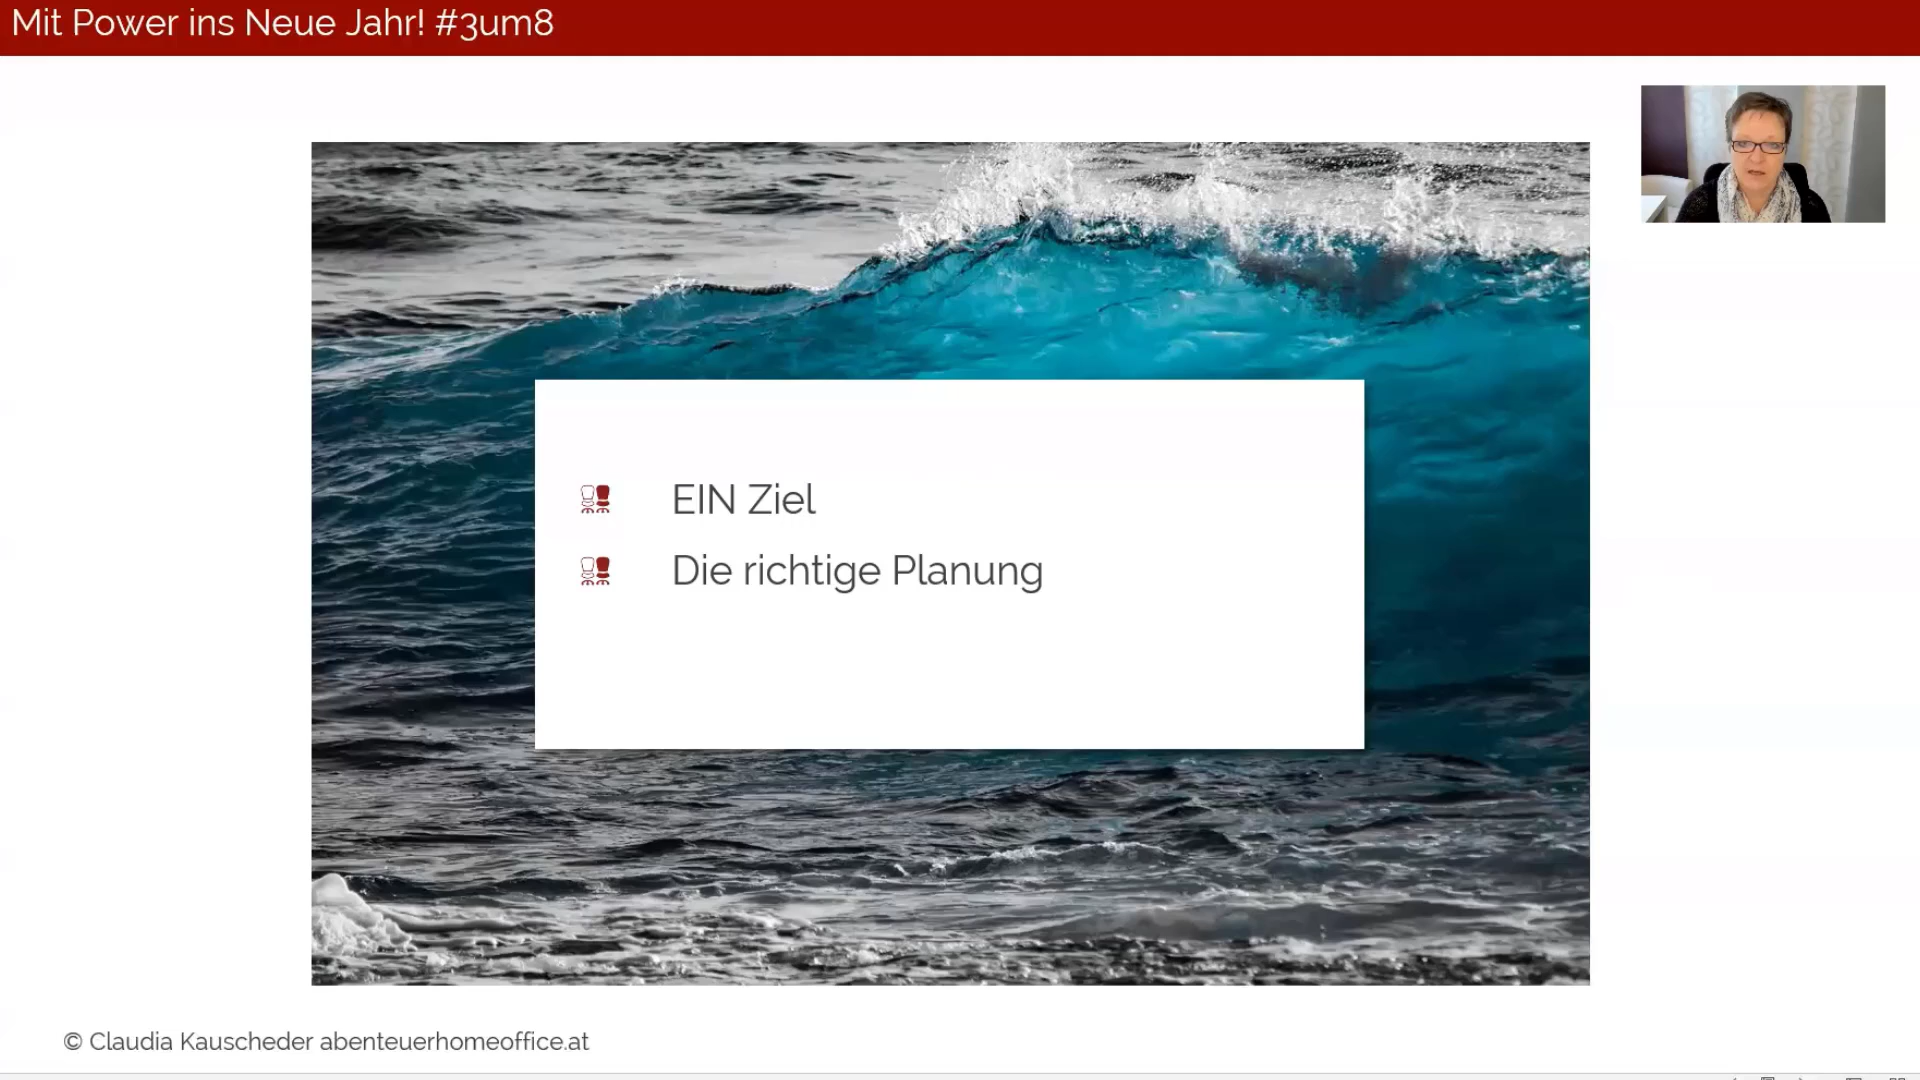 Mit Power ins Neue Jahr! #3um8
EIN Ziel
Die richtige Planung
© Claudia Kauscheder abenteuerhomeoffice.at